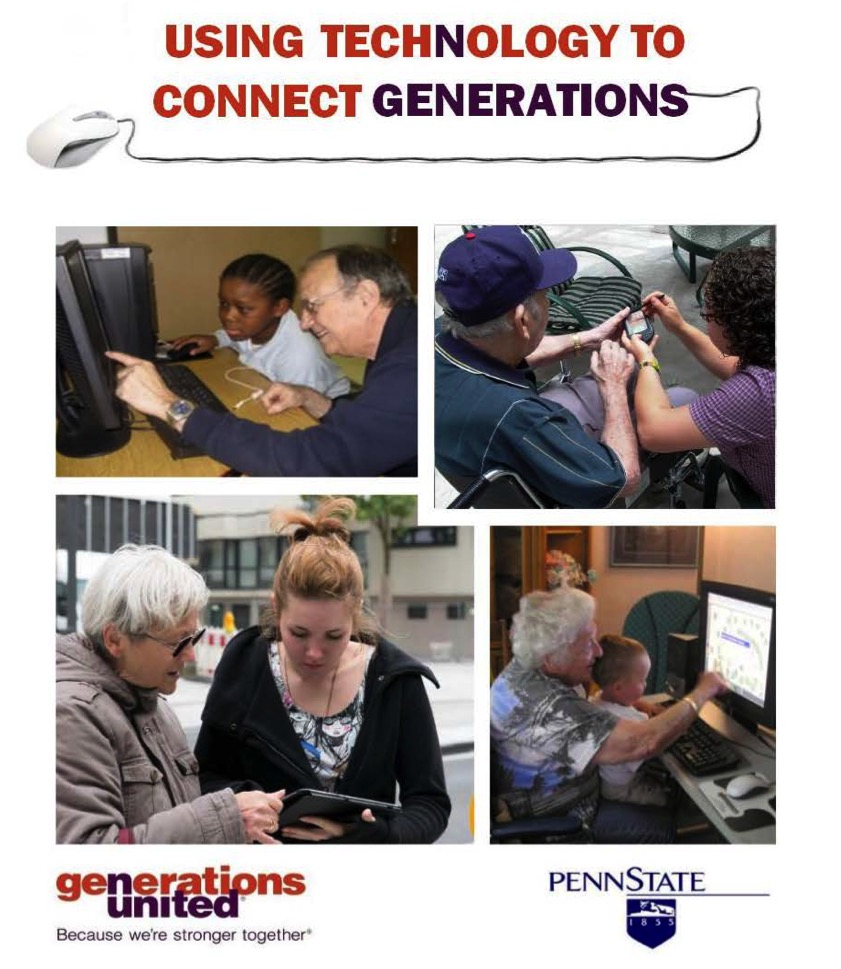 USING TECHNOLOGY TO
CONNECT GENERATIONS
generations
united®
Because we're stronger together®
PENNSTATE
1855